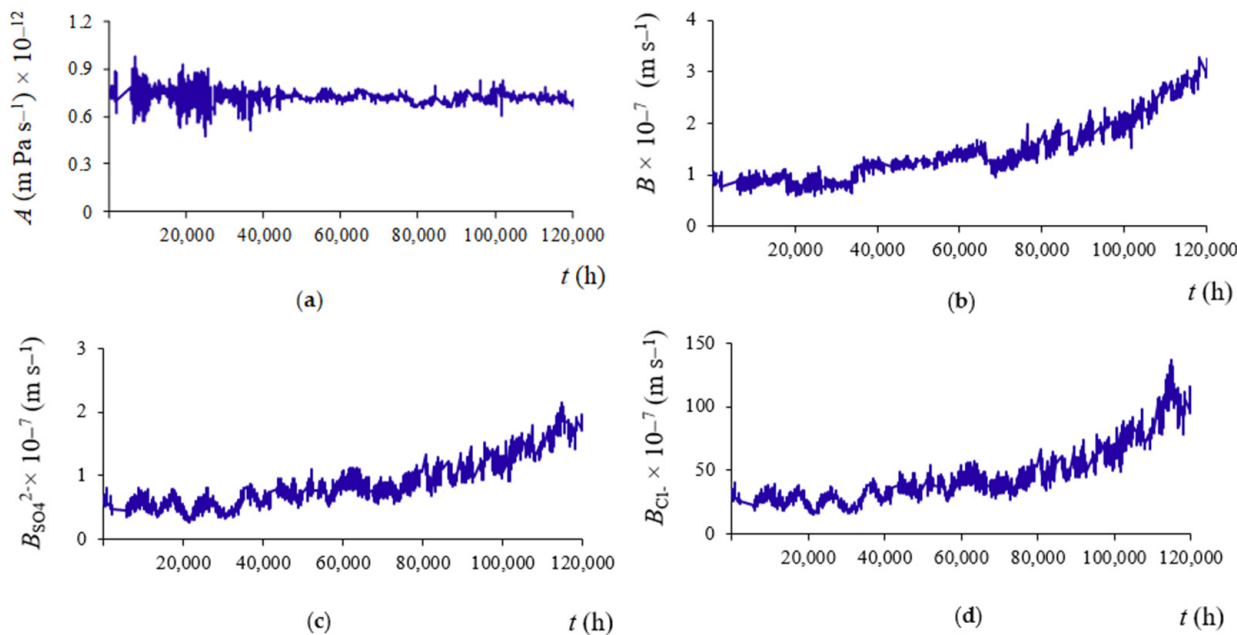 A (m Pa s⁻¹) × 10⁻¹²
1.2
0.9
0.6
0.3
0
20,000 40,000 60,000 80,000 100,000 120,000
t (h)
(a)
B × 10⁻⁷ (m s⁻¹)
4
3
2
1
0
20,000 40,000 60,000 80,000 100,000 120,000
t (h)
(b)
B_SO4²⁻ × 10⁻⁷ (m s⁻¹)
3
2
1
0
20,000 40,000 60,000 80,000 100,000 120,000
(c)
t (h)
B_Cl- × 10⁻⁷ (m s⁻¹)
150
100
50
0
20,000 40,000 60,000 80,000 100,000 120,000
(d)
t (h)